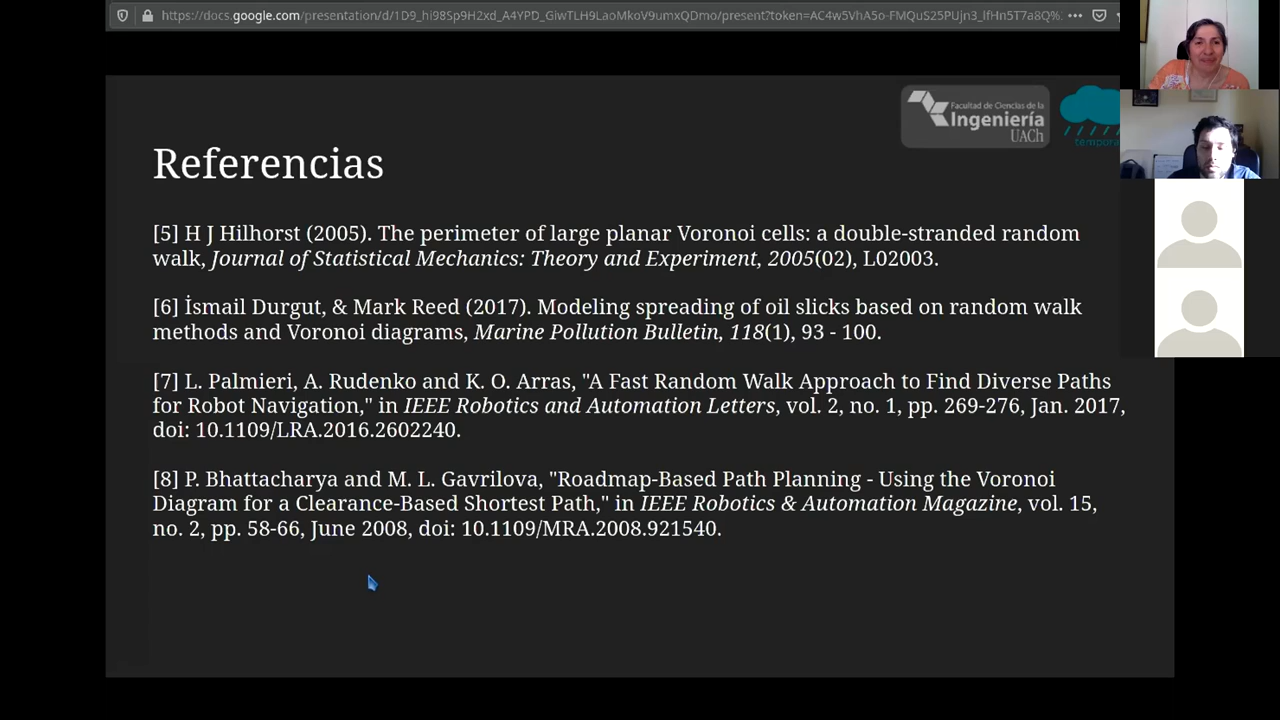 https://docs.google.com/presentation/d/1D9_hi98Sp9H2xd_A4YPD_GIwTLH9LaoMkoV9umxQDmo/present?token=AC4w5VhA5o-FMQuS25PUjn3_lfHn5T7a8Q%
Facultad de Ciencias de la
Ingeniería
UACh
tempora
Referencias
[5] H J Hilhorst (2005). The perimeter of large planar Voronoi cells: a double-stranded random
walk, Journal of Statistical Mechanics: Theory and Experiment, 2005(02), L02003.
[6] İsmail Durgut, & Mark Reed (2017). Modeling spreading of oil slicks based on random walk
methods and Voronoi diagrams, Marine Pollution Bulletin, 118(1), 93 - 100.
[7] L. Palmieri, A. Rudenko and K. O. Arras, "A Fast Random Walk Approach to Find Diverse Paths
for Robot Navigation," in IEEE Robotics and Automation Letters, vol. 2, no. 1, pp. 269-276, Jan. 2017,
doi: 10.1109/LRA.2016.2602240.
[8] P. Bhattacharya and M. L. Gavrilova, "Roadmap-Based Path Planning - Using the Voronoi
Diagram for a Clearance-Based Shortest Path," in IEEE Robotics & Automation Magazine, vol. 15,
no. 2, pp. 58-66, June 2008, doi: 10.1109/MRA.2008.921540.